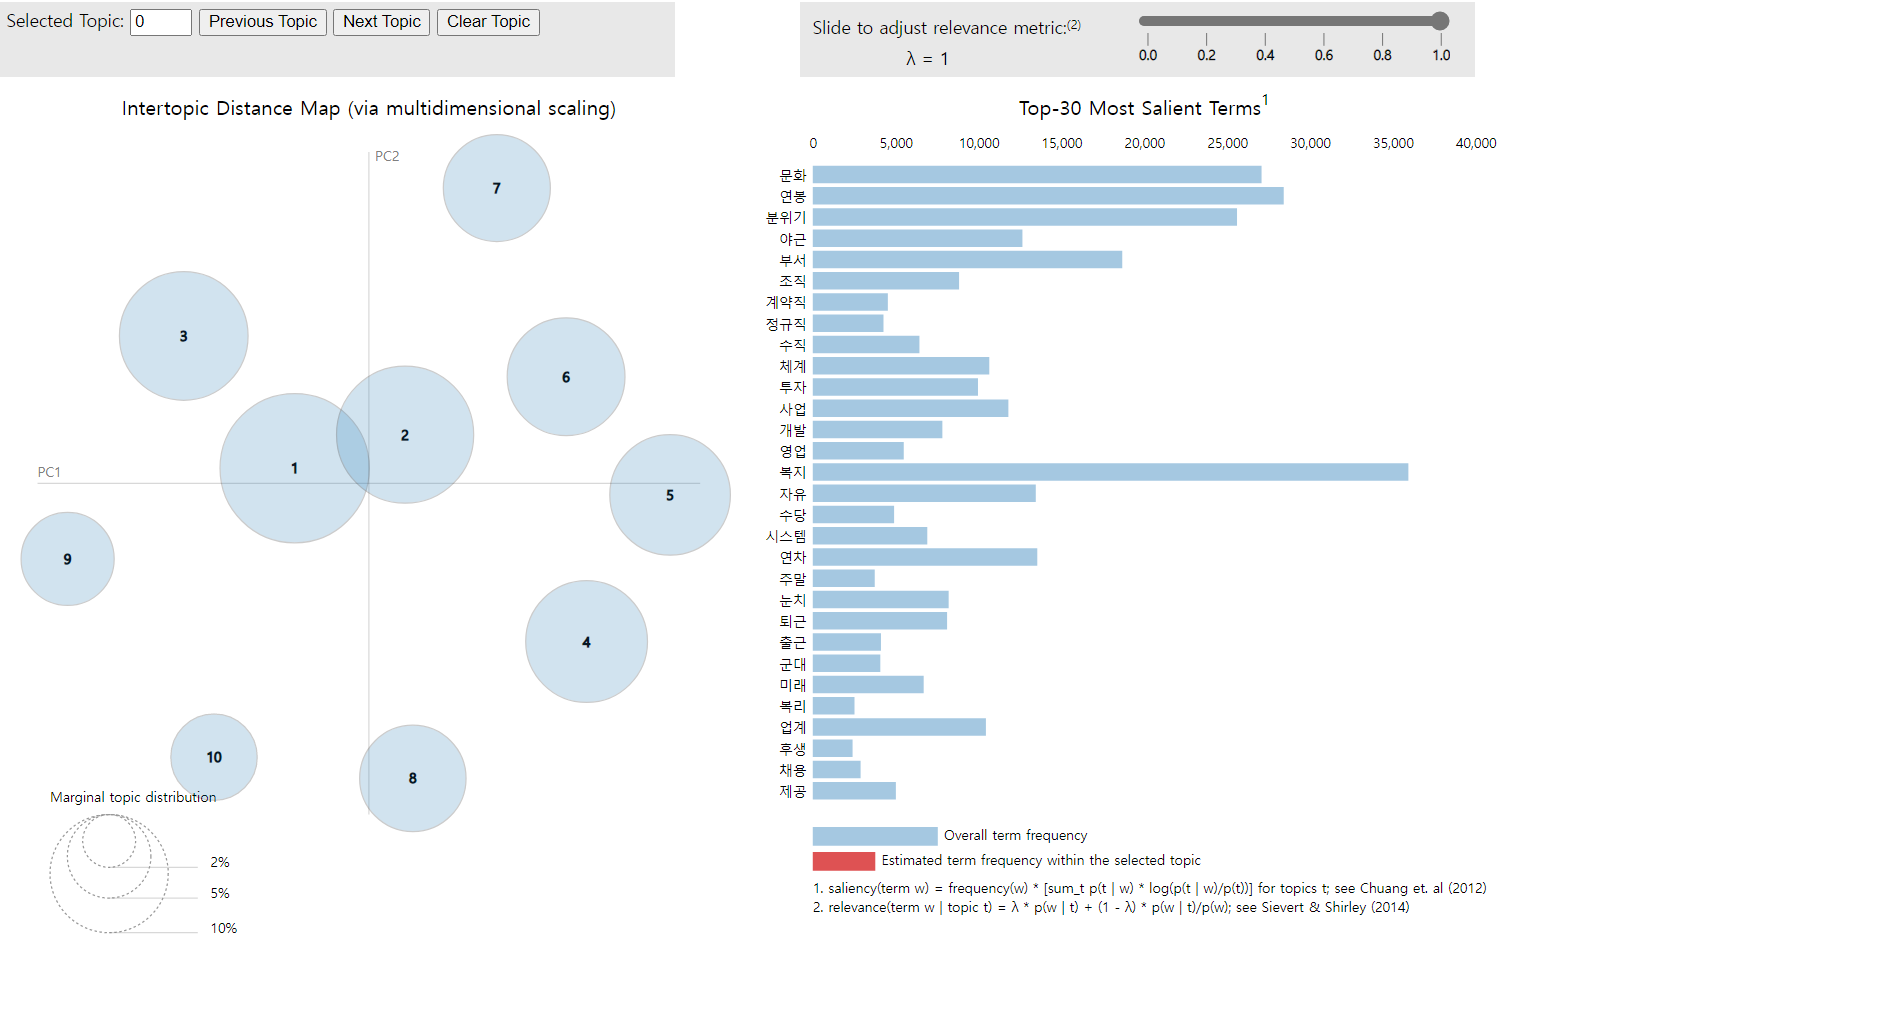 Selected Topic: 0 Previous Topic Next Topic Clear Topic
Slide to adjust relevance metric:(2)
λ = 1
0.0 0.2 0.4 0.6 0.8 1.0
Intertopic Distance Map (via multidimensional scaling)
PC2
PC1
7
3
6
2
1
5
9
4
10
8
Marginal topic distribution
2%
5%
10%
Top-30 Most Salient Terms1
0 5,000 10,000 15,000 20,000 25,000 30,000 35,000 40,000
문화
연봉
분위기
야근
부서
조직
계약직
정규직
수직
체계
투자
사업
개발
영업
복지
자유
수당
시스템
연차
주말
눈치
퇴근
출근
군대
미래
복리
업계
후생
채용
제공
Overall term frequency
Estimated term frequency within the selected topic
1. saliency(term w) = frequency(w) * [sum_t p(t | w) * log(p(t | w)/p(t))] for topics t; see Chuang et. al (2012)
2. relevance(term w | topic t) = λ * p(w | t) + (1 - λ) * p(w | t)/p(w); see Sievert & Shirley (2014)